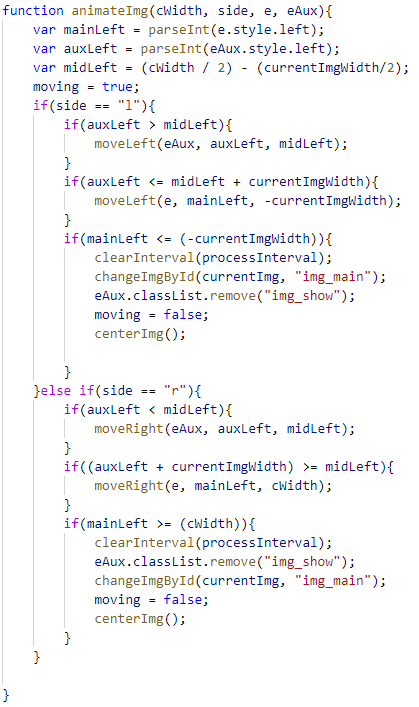 function animateImg(cWidth, side, e, eAux){
    var mainLeft = parseInt(e.style.left);
    var auxLeft = parseInt(eAux.style.left);
    var midLeft = (cWidth / 2) - (currentImgWidth/2);
    moving = true;
    if(side == "l"){
        if(auxLeft > midLeft){
            moveLeft(eAux, auxLeft, midLeft);
        }
        if(auxLeft <= midLeft + currentImgWidth){
            moveLeft(e, mainLeft, -currentImgWidth);
        }
        if(mainLeft <= (-currentImgWidth)){
            clearInterval(processInterval);
            changeImgById(currentImg, "img_main");
            eAux.classList.remove("img_show");
            moving = false;
            centerImg();

        }
    }else if(side == "r"){
        if(auxLeft < midLeft){
            moveRight(eAux, auxLeft, midLeft);
        }
        if((auxLeft + currentImgWidth) >= midLeft){
            moveRight(e, mainLeft, cWidth);
        }
        if(mainLeft >= (cWidth)){
            clearInterval(processInterval);
            eAux.classList.remove("img_show");
            changeImgById(currentImg, "img_main");
            moving = false;
            centerImg();
        }
    }

}